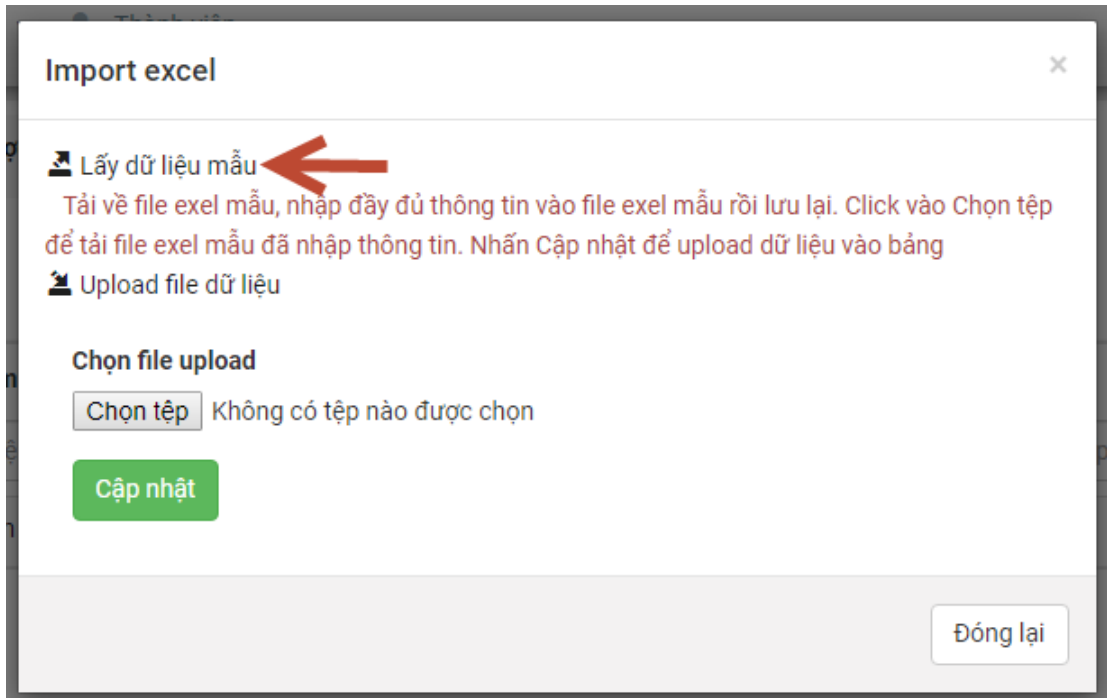 Import excel
×
Lấy dữ liệu mẫu
Tải về file exel mẫu, nhập đầy đủ thông tin vào file exel mẫu rồi lưu lại. Click vào Chọn tệp
để tải file exel mẫu đã nhập thông tin. Nhấn Cập nhật để upload dữ liệu vào bảng
Upload file dữ liệu
Chọn file upload
Chọn tệp Không có tệp nào được chọn
Cập nhật
Đóng lại